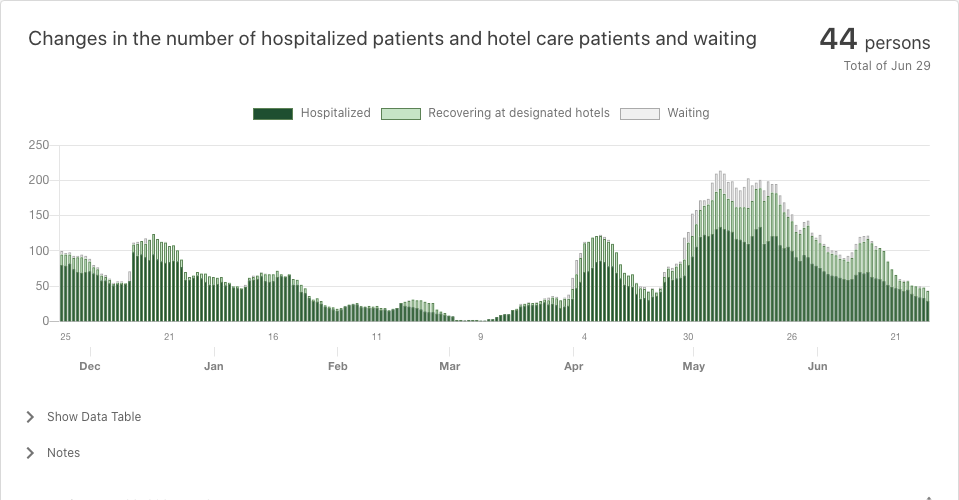 Changes in the number of hospitalized patients and hotel care patients and waiting
44 persons
Total of Jun 29
Hospitalized Recovering at designated hotels Waiting
250
200
150
100
50
0
25 21 16 11 9 4 30 26 21
Dec Jan Feb Mar Apr May Jun
Show Data Table
Notes